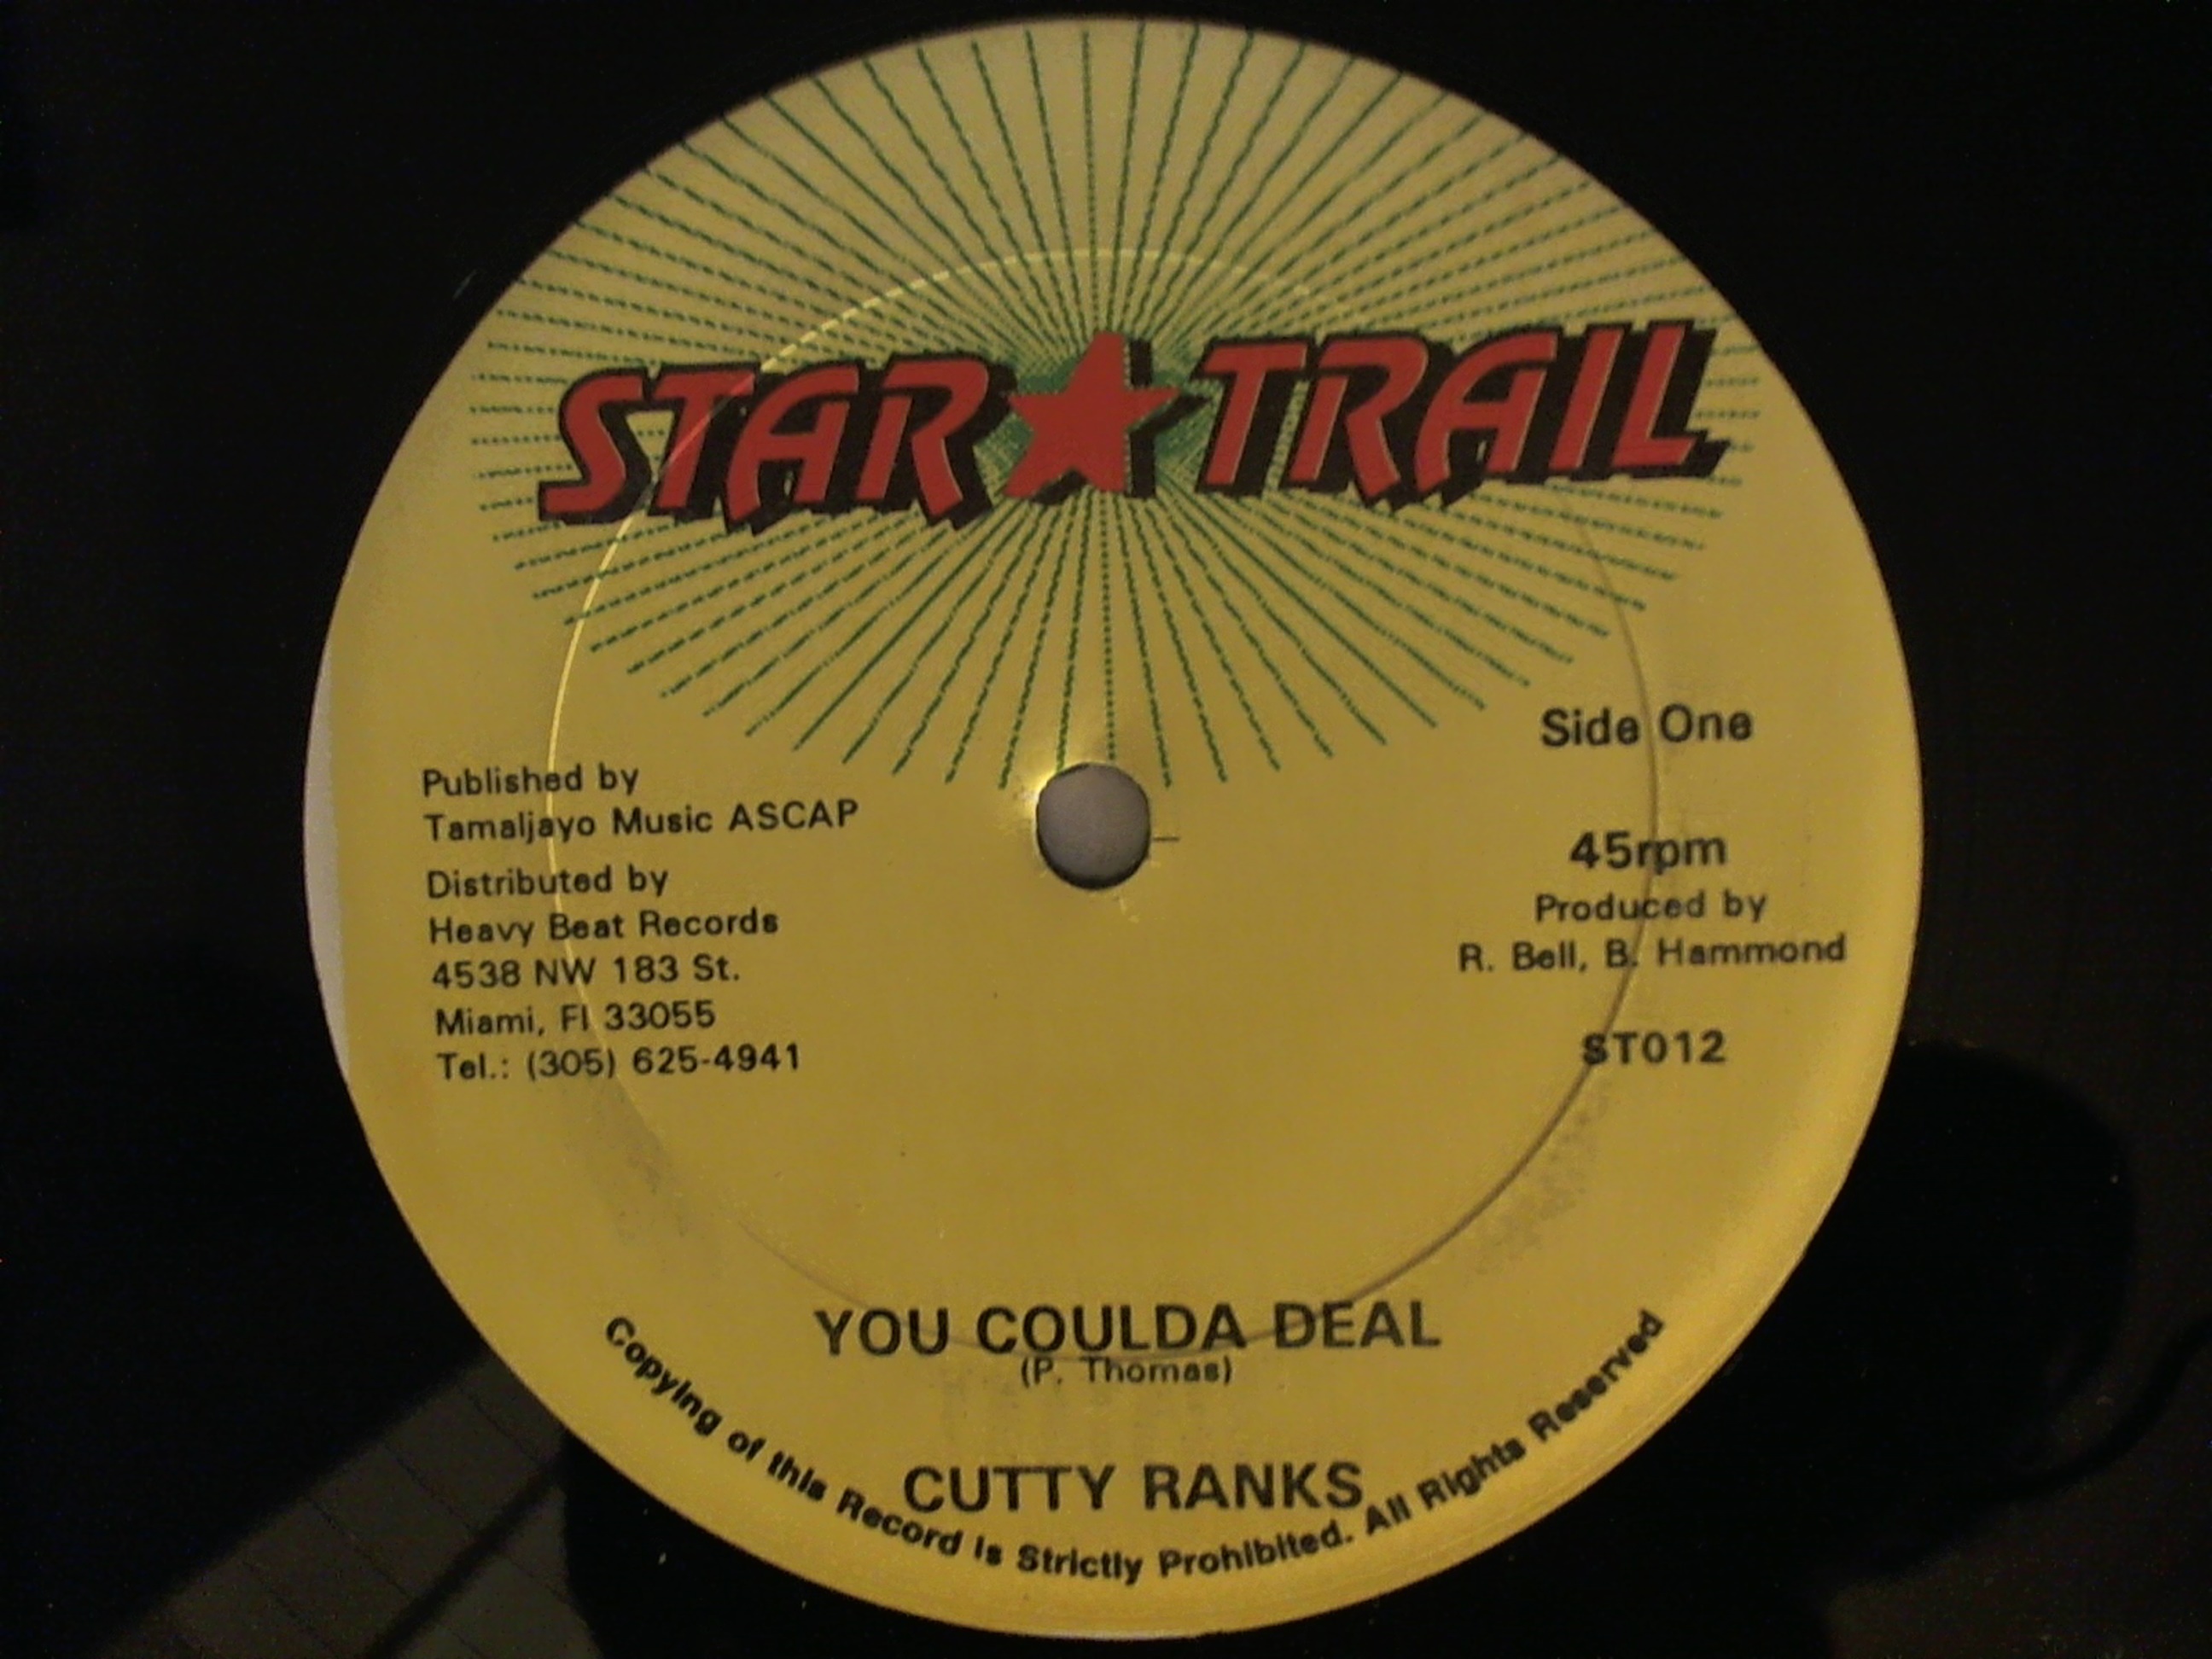 STAR★TRAIL
Side One
Published by
Tamaljayo Music ASCAP
Distributed by
Heavy Beat Records
4538 NW 183 St.
Miami, Fl 33055
Tel.: (305) 625-4941
45rpm
Produced by
R. Bell, B. Hammond
ST012
YOU COULDA DEAL
(P. Thomas)
CUTTY RANKS
Copying of this Record is Strictly Prohibited. All Rights Reserved